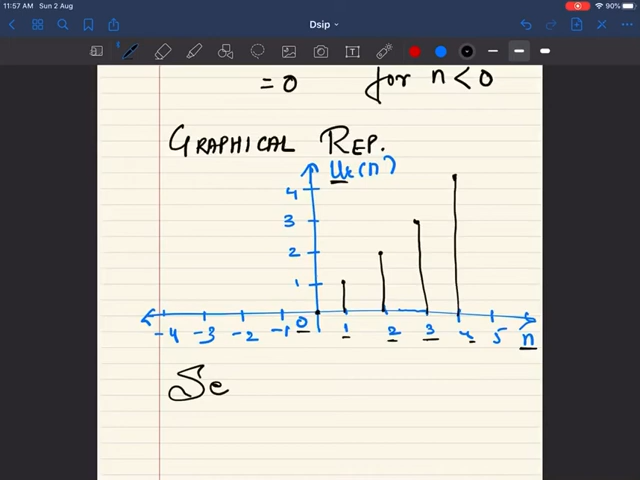 11:57 AM Sun 2 Aug 90%
Dsip
= 0 for n < 0
GRAPHICAL REP.
Ur(n)
4
3
2
1
-4 -3 -2 -1 0 1 2 3 4 5 n
Se